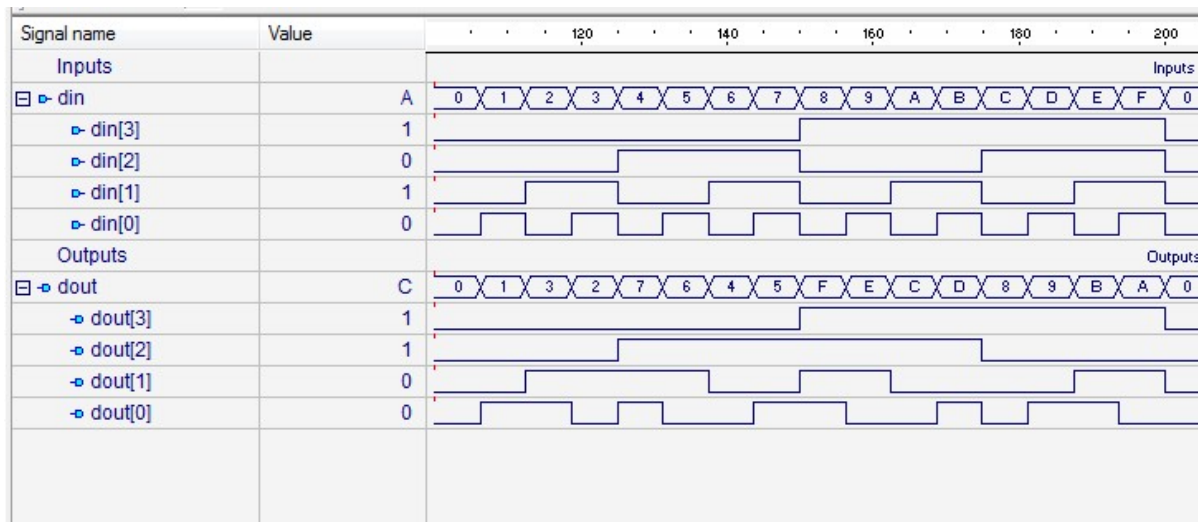 Signal name Value 120 140 160 180 200
Inputs Inputs
din A 0 1 2 3 4 5 6 7 8 9 A B C D E F 0
din[3] 1
din[2] 0
din[1] 1
din[0] 0
Outputs Outputs
dout C 0 1 3 2 7 6 4 5 F E C D 8 9 B A 0
dout[3] 1
dout[2] 1
dout[1] 0
dout[0] 0